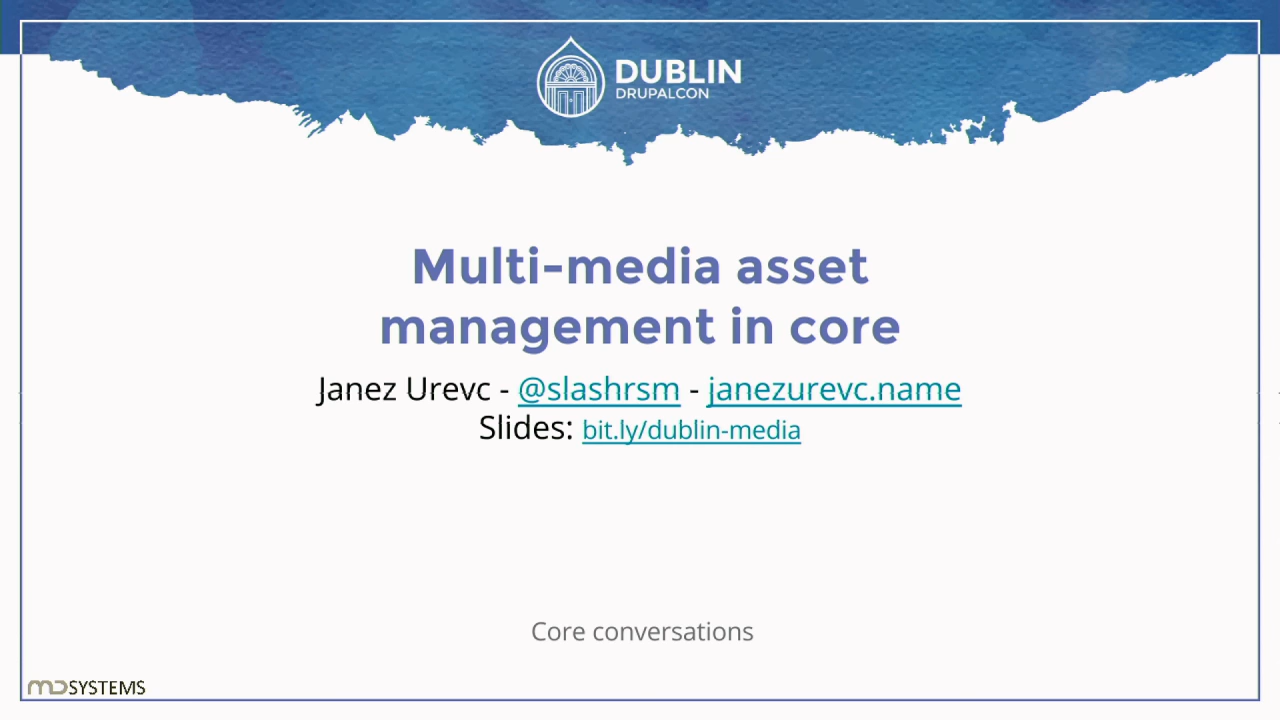 DUBLIN
DRUPALCON
Multi-media asset
management in core
Janez Urevc - @slashrsm - janezurevc.name
Slides: bit.ly/dublin-media
Core conversations
MD SYSTEMS